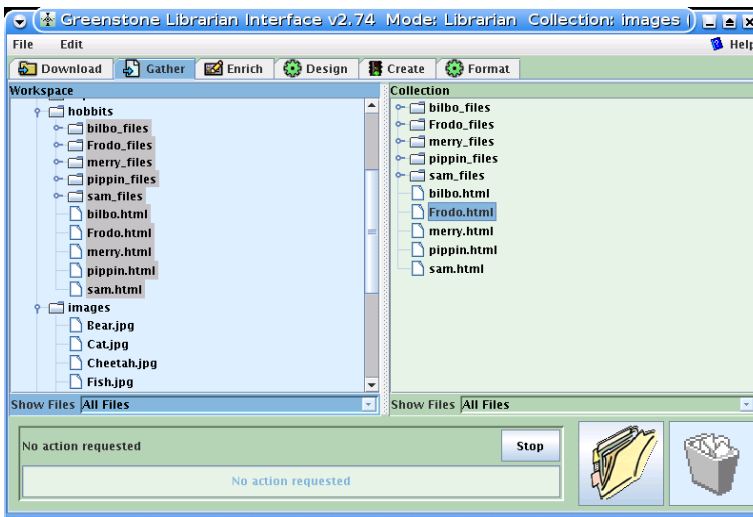 Greenstone Librarian Interface v2.74 Mode: Librarian Collection: images (
File Edit Help
Download Gather Enrich Design Create Format
Workspace
hobbits
bilbo_files
Frodo_files
merry_files
pippin_files
sam_files
bilbo.html
Frodo.html
merry.html
pippin.html
sam.html
images
Bear.jpg
Cat.jpg
Cheetah.jpg
Fish.jpg
Show Files All Files
Collection
bilbo_files
Frodo_files
merry_files
pippin_files
sam_files
bilbo.html
Frodo.html
merry.html
pippin.html
sam.html
Show Files All Files
No action requested
Stop
No action requested